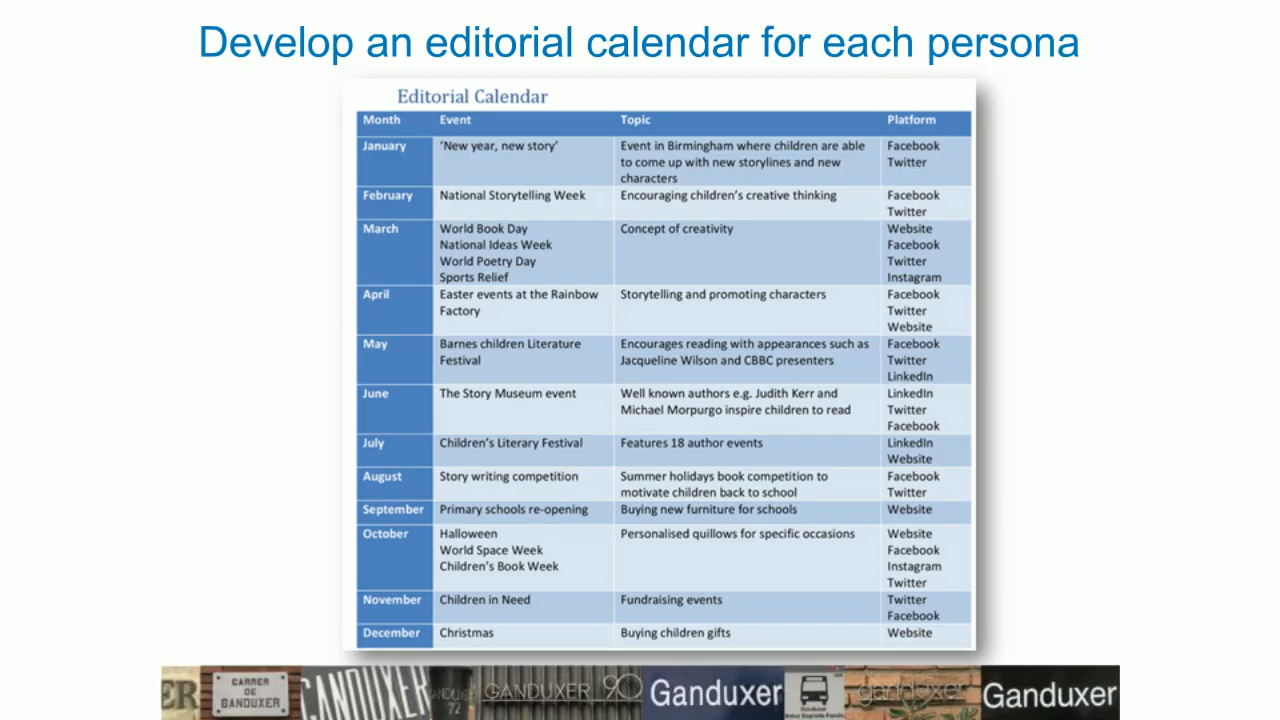 Develop an editorial calendar for each persona
Editorial Calendar
Month Event Topic Platform
January ‘New year, new story’ Event in Birmingham where children are able Facebook
to come up with new storylines and new Twitter
characters
February National Storytelling Week Encouraging children’s creative thinking Facebook
Twitter
March World Book Day Concept of creativity Website
National Ideas Week Facebook
World Poetry Day Twitter
Sports Relief Instagram
April Easter events at the Rainbow Storytelling and promoting characters Facebook
Factory Twitter
Website
May Barnes children Literature Encourages reading with appearances such as Facebook
Festival Jacqueline Wilson and CBBC presenters Twitter
LinkedIn
June The Story Museum event Well known authors e.g. Judith Kerr and LinkedIn
Michael Morpurgo inspire children to read Twitter
Facebook
July Children’s Literary Festival Features 18 author events LinkedIn
Website
August Story writing competition Summer holidays book competition to Facebook
motivate children back to school Twitter
September Primary schools re-opening Buying new furniture for schools Website
October Halloween Personalised quillows for specific occasions Website
World Space Week Facebook
Children’s Book Week Instagram
Twitter
November Children in Need Fundraising events Twitter
Facebook
December Christmas Buying children gifts Website
ER
CARRER
DE
GANDUXER
GANDUXER
72
GANDUXER 90
Ganduxer
ganduxer
Ganduxer